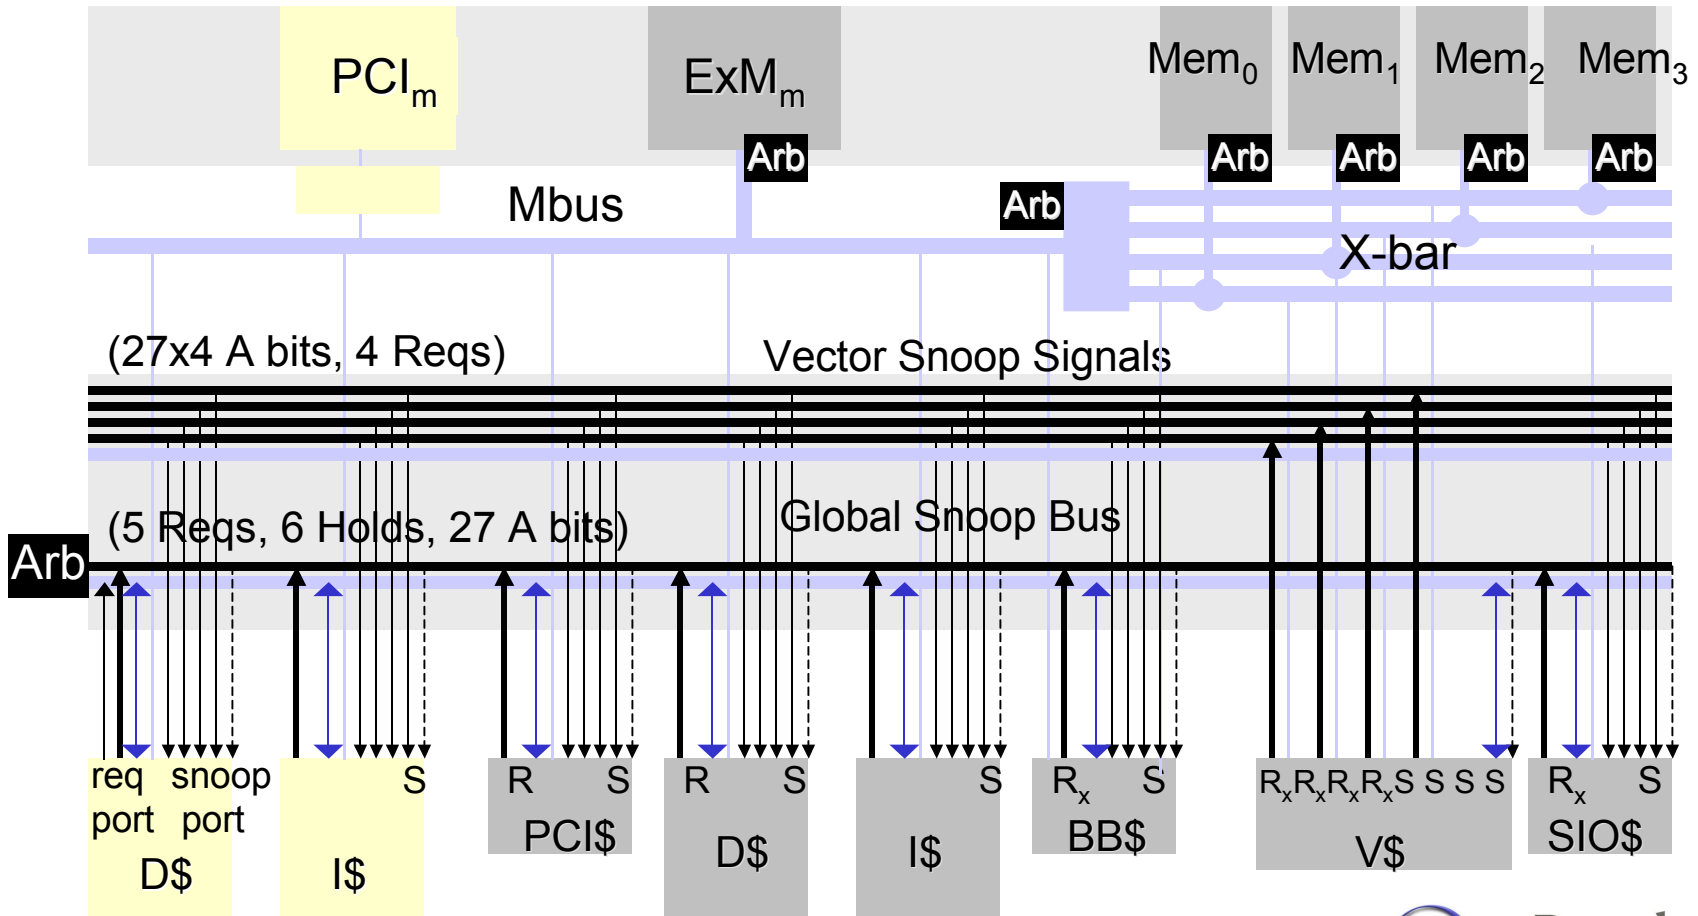 PCIm
ExMm
Mem0 Mem1 Mem2 Mem3
Arb
Arb Arb Arb Arb
Mbus
Arb
X-bar
(27x4 A bits, 4 Reqs)
Vector Snoop Signals
(5 Reqs, 6 Holds, 27 A bits)
Global Snoop Bus
Arb
req port
snoop port
D$
S
I$
R S
PCI$
R S
D$
S
I$
Rx S
BB$
RxRxRxRxS S S S
V$
Rx S
SIO$